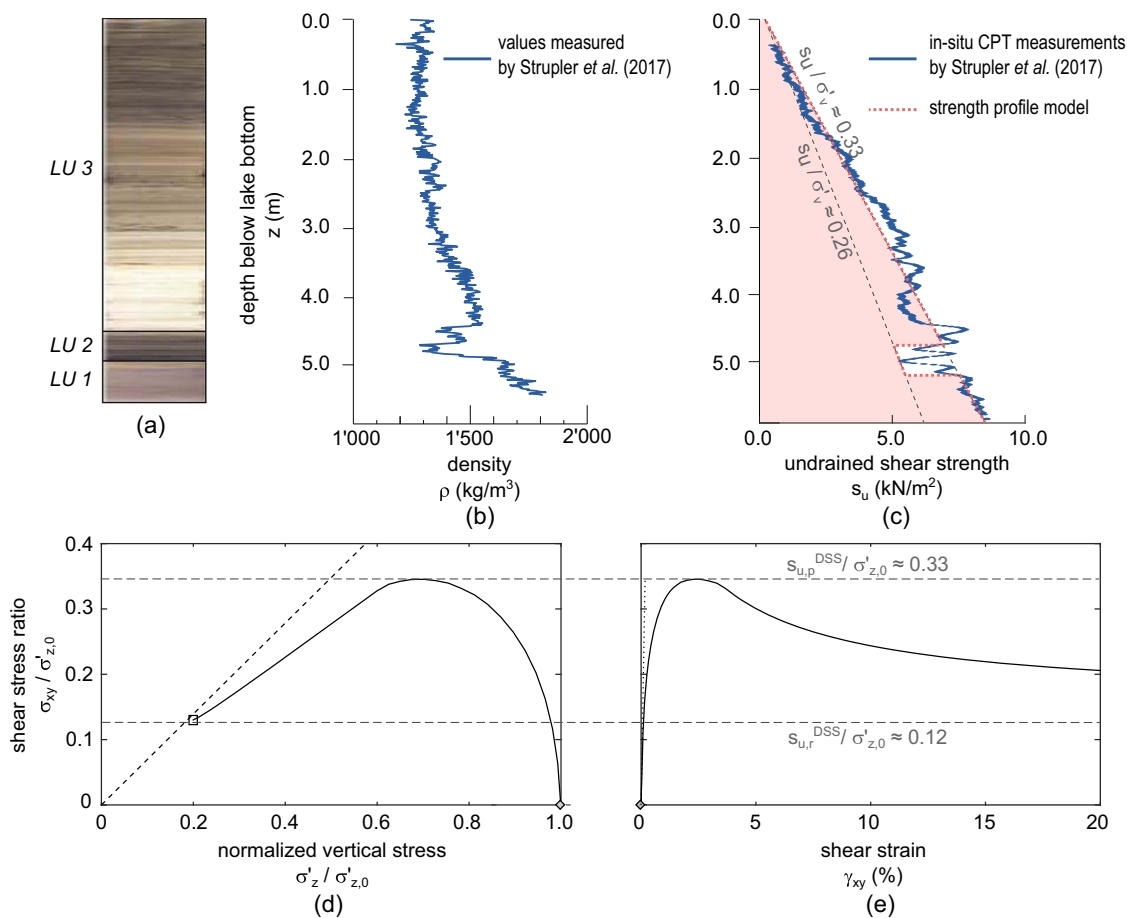 LU 3
LU 2
LU 1
(a)
depth below lake bottom
z (m)
0.0
1.0
2.0
3.0
4.0
5.0
values measured
by Strupler et al. (2017)
1'000
1'500
2'000
density
ρ (kg/m³)
(b)
0.0
1.0
2.0
3.0
4.0
5.0
su / σ'v ≈ 0.33
su / σ'v ≈ 0.26
in-situ CPT measurements
by Strupler et al. (2017)
strength profile model
0.0
5.0
10.0
undrained shear strength
su (kN/m²)
(c)
shear stress ratio
σxy / σ'z,0
0.4
0.3
0.2
0.1
0
0
0.2
0.4
0.6
0.8
1.0
normalized vertical stress
σ'z / σ'z,0
(d)
su,p^DSS / σ'z,0 ≈ 0.33
su,r^DSS / σ'z,0 ≈ 0.12
0
5
10
15
20
shear strain
γxy (%)
(e)